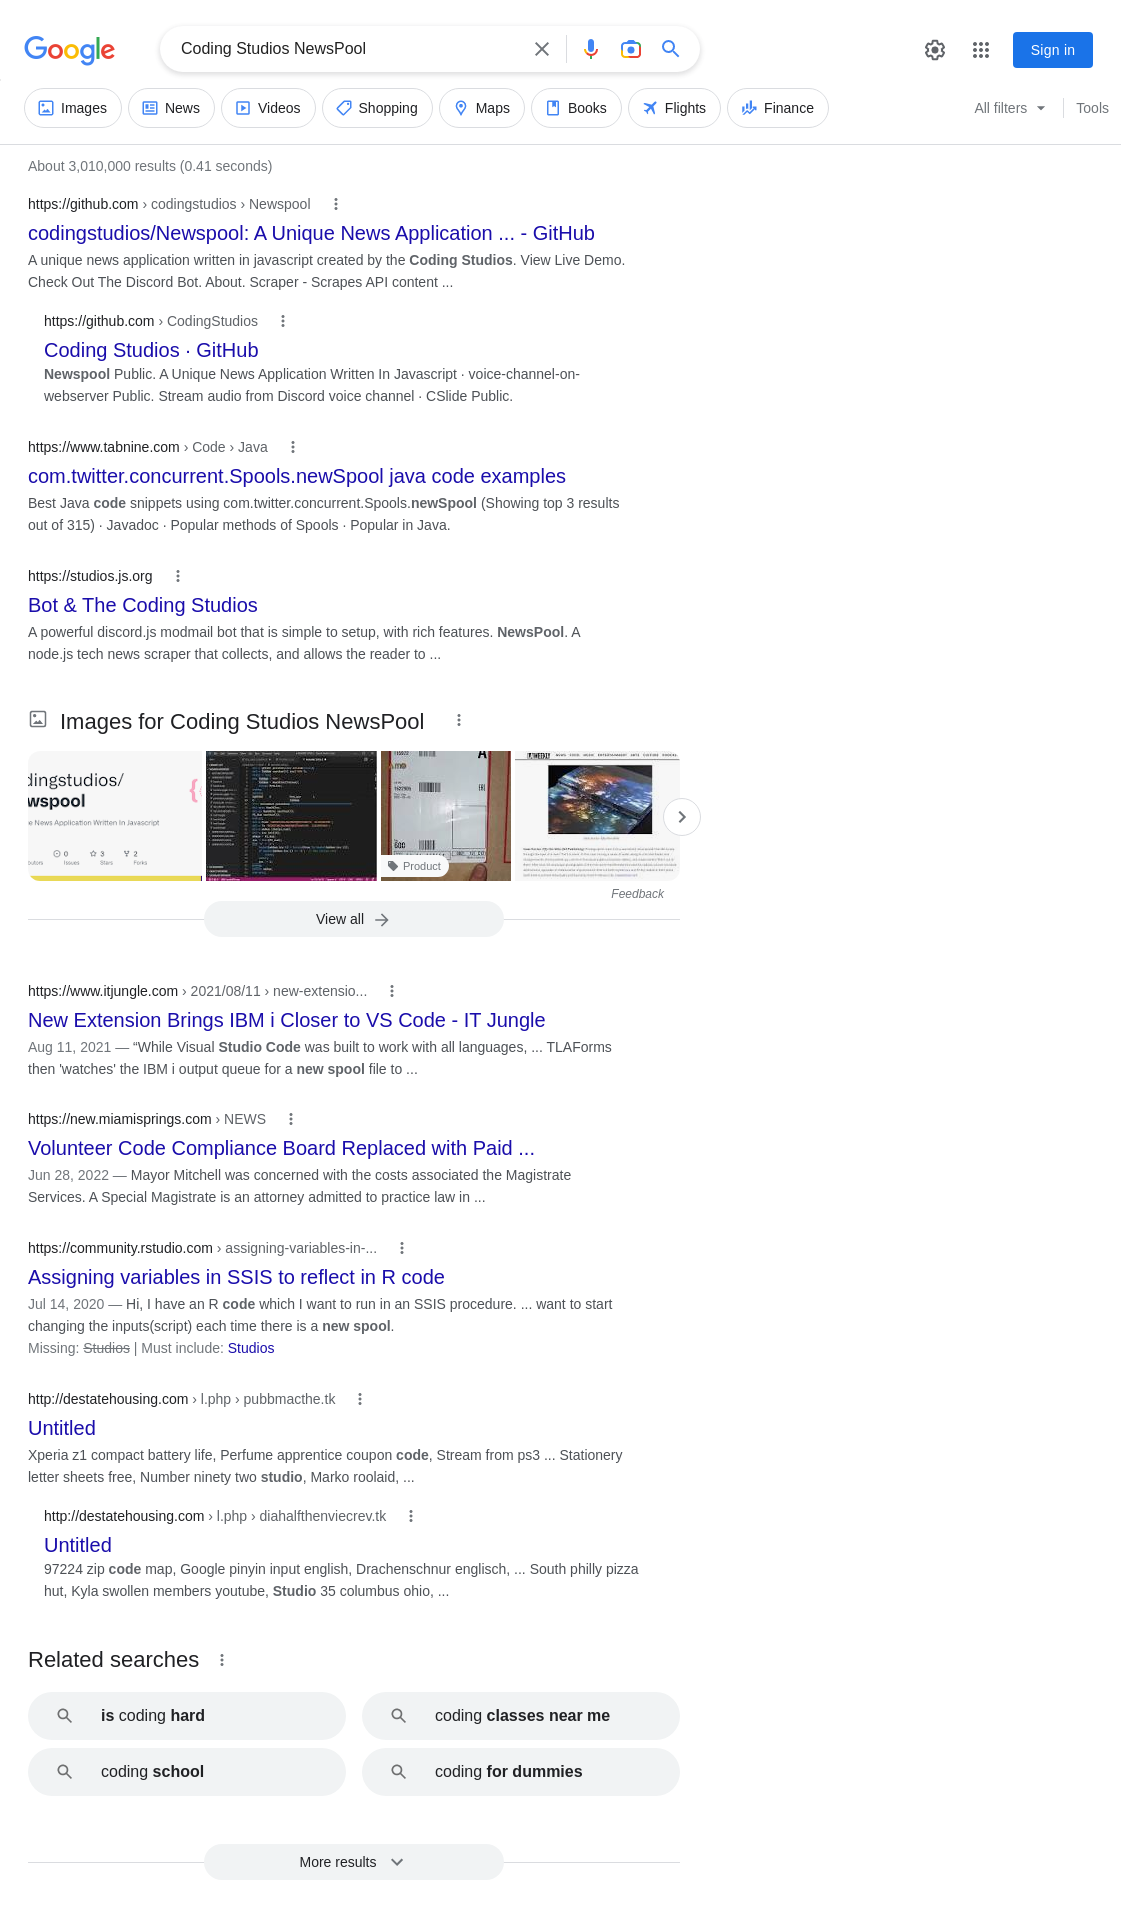 Google
Coding Studios NewsPool
Sign in
Images
News
Videos
Shopping
Maps
Books
Flights
Finance
All filters
Tools
About 3,010,000 results (0.41 seconds)
https://github.com › codingstudios › Newspool
codingstudios/Newspool: A Unique News Application ... - GitHub
A unique news application written in javascript created by the Coding Studios. View Live Demo.
Check Out The Discord Bot. About. Scraper - Scrapes API content ...
https://github.com › CodingStudios
Coding Studios · GitHub
Newspool Public. A Unique News Application Written In Javascript · voice-channel-on-
webserver Public. Stream audio from Discord voice channel · CSlide Public.
https://www.tabnine.com › Code › Java
com.twitter.concurrent.Spools.newSpool java code examples
Best Java code snippets using com.twitter.concurrent.Spools.newSpool (Showing top 3 results
out of 315) · Javadoc · Popular methods of Spools · Popular in Java.
https://studios.js.org
Bot & The Coding Studios
A powerful discord.js modmail bot that is simple to setup, with rich features. NewsPool. A
node.js tech news scraper that collects, and allows the reader to ...
Images for Coding Studios NewsPool
dingstudios/
wspool
e News Application Written In Javascript
0 3 2
utors Issues Stars Forks
Product
Feedback
View all
https://www.itjungle.com › 2021/08/11 › new-extensio...
New Extension Brings IBM i Closer to VS Code - IT Jungle
Aug 11, 2021 — “While Visual Studio Code was built to work with all languages, ... TLAForms
then 'watches' the IBM i output queue for a new spool file to ...
https://new.miamisprings.com › NEWS
Volunteer Code Compliance Board Replaced with Paid ...
Jun 28, 2022 — Mayor Mitchell was concerned with the costs associated the Magistrate
Services. A Special Magistrate is an attorney admitted to practice law in ...
https://community.rstudio.com › assigning-variables-in-...
Assigning variables in SSIS to reflect in R code
Jul 14, 2020 — Hi, I have an R code which I want to run in an SSIS procedure. ... want to start
changing the inputs(script) each time there is a new spool.
Missing: Studios | Must include: Studios
http://destatehousing.com › l.php › pubbmacthe.tk
Untitled
Xperia z1 compact battery life, Perfume apprentice coupon code, Stream from ps3 ... Stationery
letter sheets free, Number ninety two studio, Marko roolaid, ...
http://destatehousing.com › l.php › diahalfthenviecrev.tk
Untitled
97224 zip code map, Google pinyin input english, Drachenschnur englisch, ... South philly pizza
hut, Kyla swollen members youtube, Studio 35 columbus ohio, ...
Related searches
is coding hard
coding classes near me
coding school
coding for dummies
More results